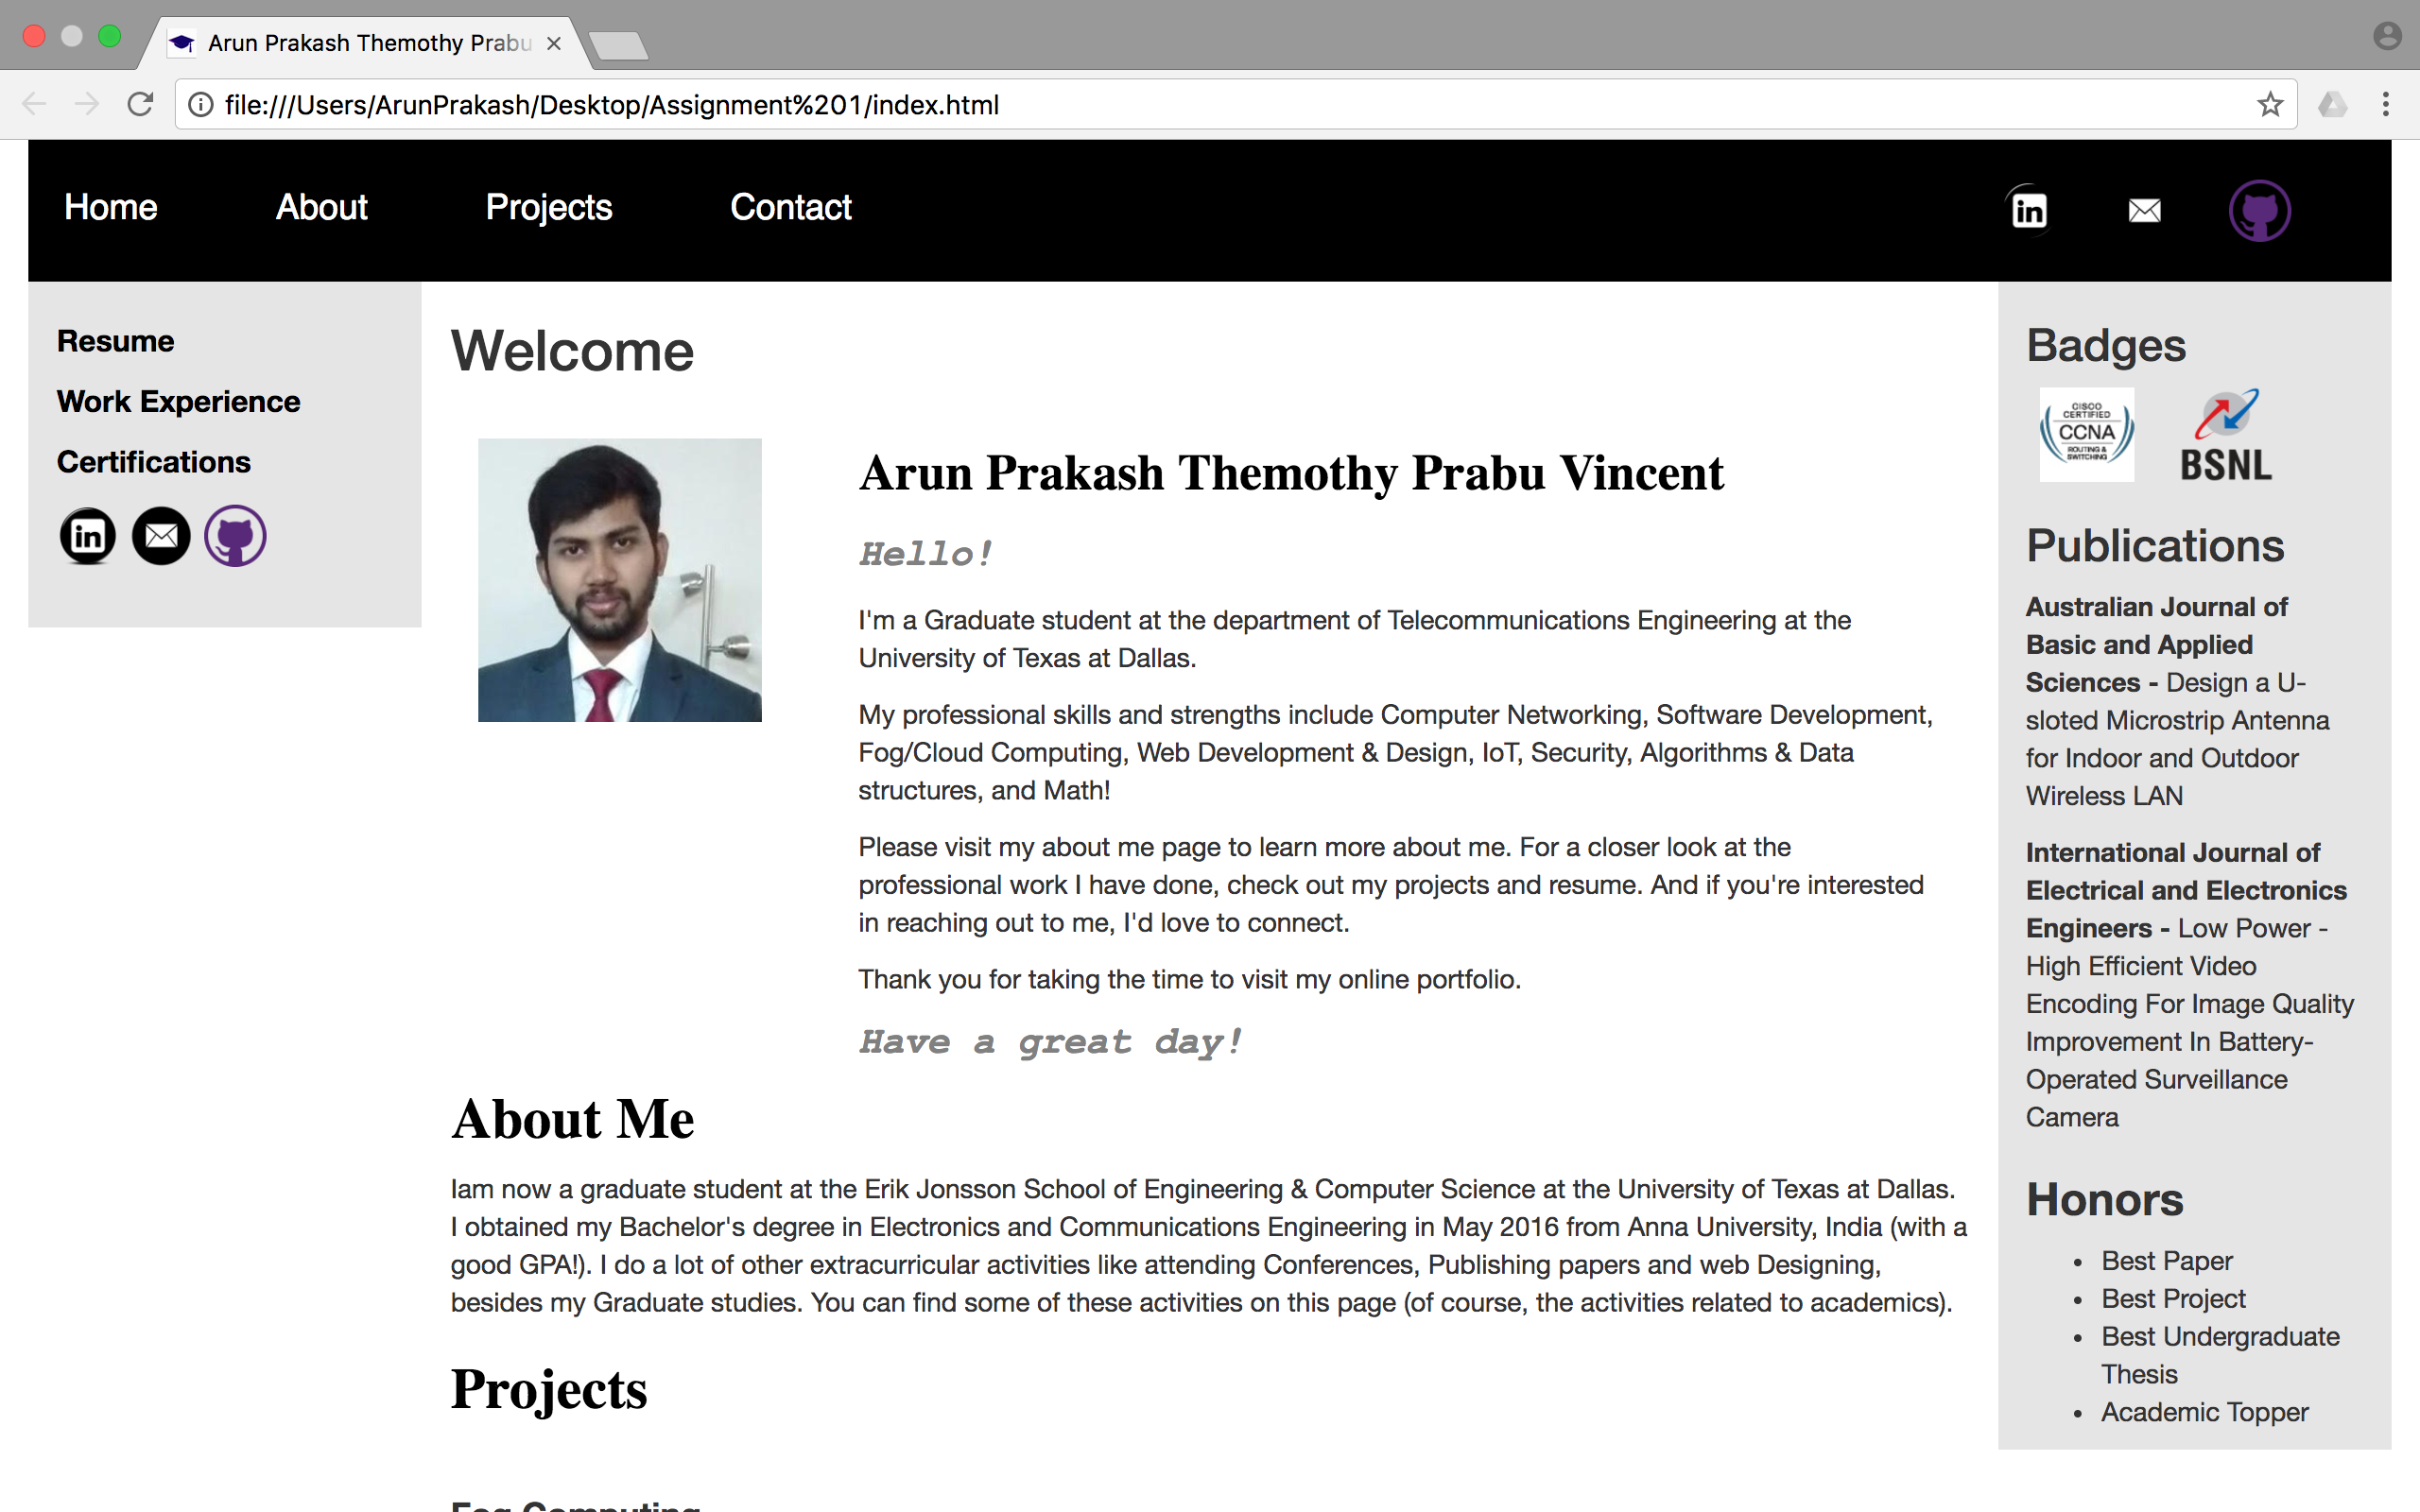 Arun Prakash Themothy Prabu
file:///Users/ArunPrakash/Desktop/Assignment%201/index.html
Home About Projects Contact
in
Resume
Work Experience
Certifications
in
Welcome
Arun Prakash Themothy Prabu Vincent
Hello!
I'm a Graduate student at the department of Telecommunications Engineering at the
University of Texas at Dallas.
My professional skills and strengths include Computer Networking, Software Development,
Fog/Cloud Computing, Web Development & Design, IoT, Security, Algorithms & Data
structures, and Math!
Please visit my about me page to learn more about me. For a closer look at the
professional work I have done, check out my projects and resume. And if you're interested
in reaching out to me, I'd love to connect.
Thank you for taking the time to visit my online portfolio.
Have a great day!
About Me
Iam now a graduate student at the Erik Jonsson School of Engineering & Computer Science at the University of Texas at Dallas.
I obtained my Bachelor's degree in Electronics and Communications Engineering in May 2016 from Anna University, India (with a
good GPA!). I do a lot of other extracurricular activities like attending Conferences, Publishing papers and web Designing,
besides my Graduate studies. You can find some of these activities on this page (of course, the activities related to academics).
Projects
Fog Computing
Badges
CISCO
CERTIFIED
CCNA
ROUTING &
SWITCHING
BSNL
Publications
Australian Journal of
Basic and Applied
Sciences - Design a U-
sloted Microstrip Antenna
for Indoor and Outdoor
Wireless LAN
International Journal of
Electrical and Electronics
Engineers - Low Power -
High Efficient Video
Encoding For Image Quality
Improvement In Battery-
Operated Surveillance
Camera
Honors
• Best Paper
• Best Project
• Best Undergraduate
Thesis
• Academic Topper